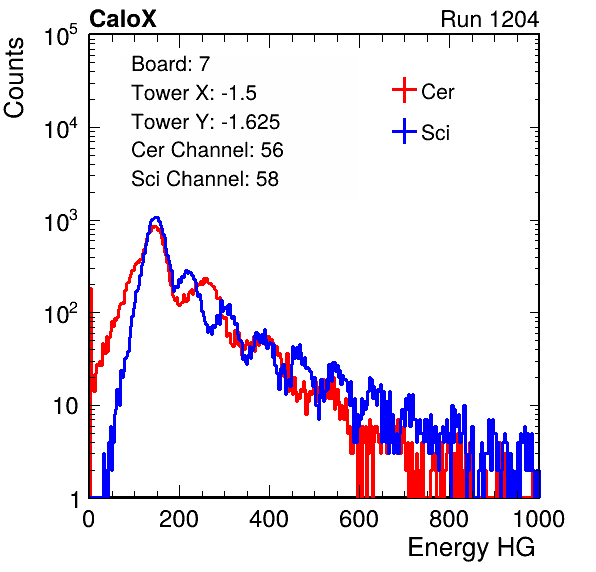 CaloX Run 1204
Counts
10^5
10^4
10^3
10^2
10
1
Board: 7
Tower X: -1.5
Tower Y: -1.625
Cer Channel: 56
Sci Channel: 58
Cer
Sci
0 200 400 600 800 1000
Energy HG